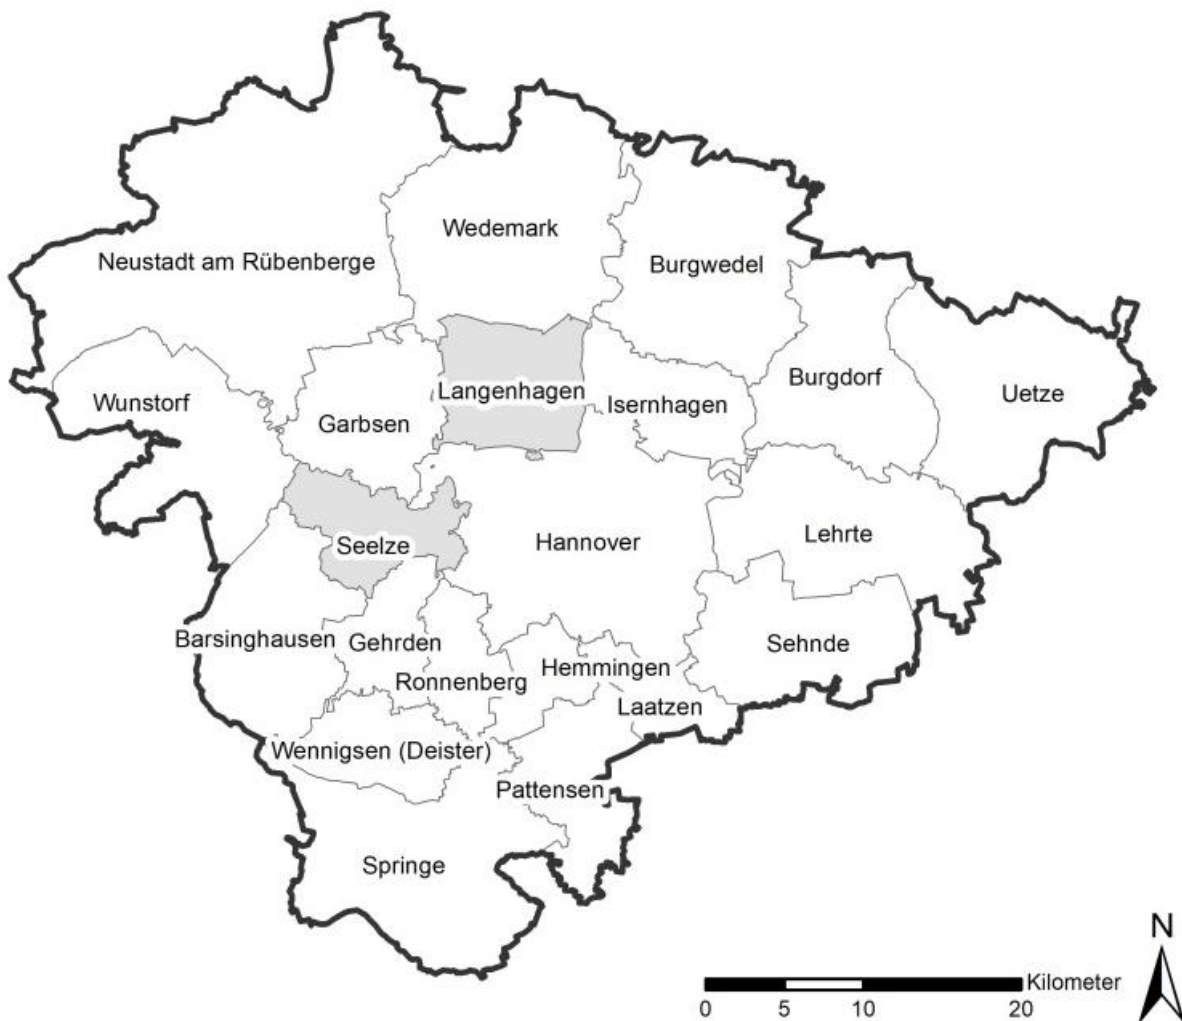 Wedemark
Neustadt am Rübenberge
Burgwedel
Burgdorf
Langenhagen
Uetze
Wunstorf
Isernhagen
Garbsen
Lehrte
Hannover
Seelze
Barsinghausen
Gehrden
Sehnde
Hemmingen
Ronnenberg
Laatzen
Wennigsen (Deister)
Pattensen
Springe
N
Kilometer
0 5 10 20